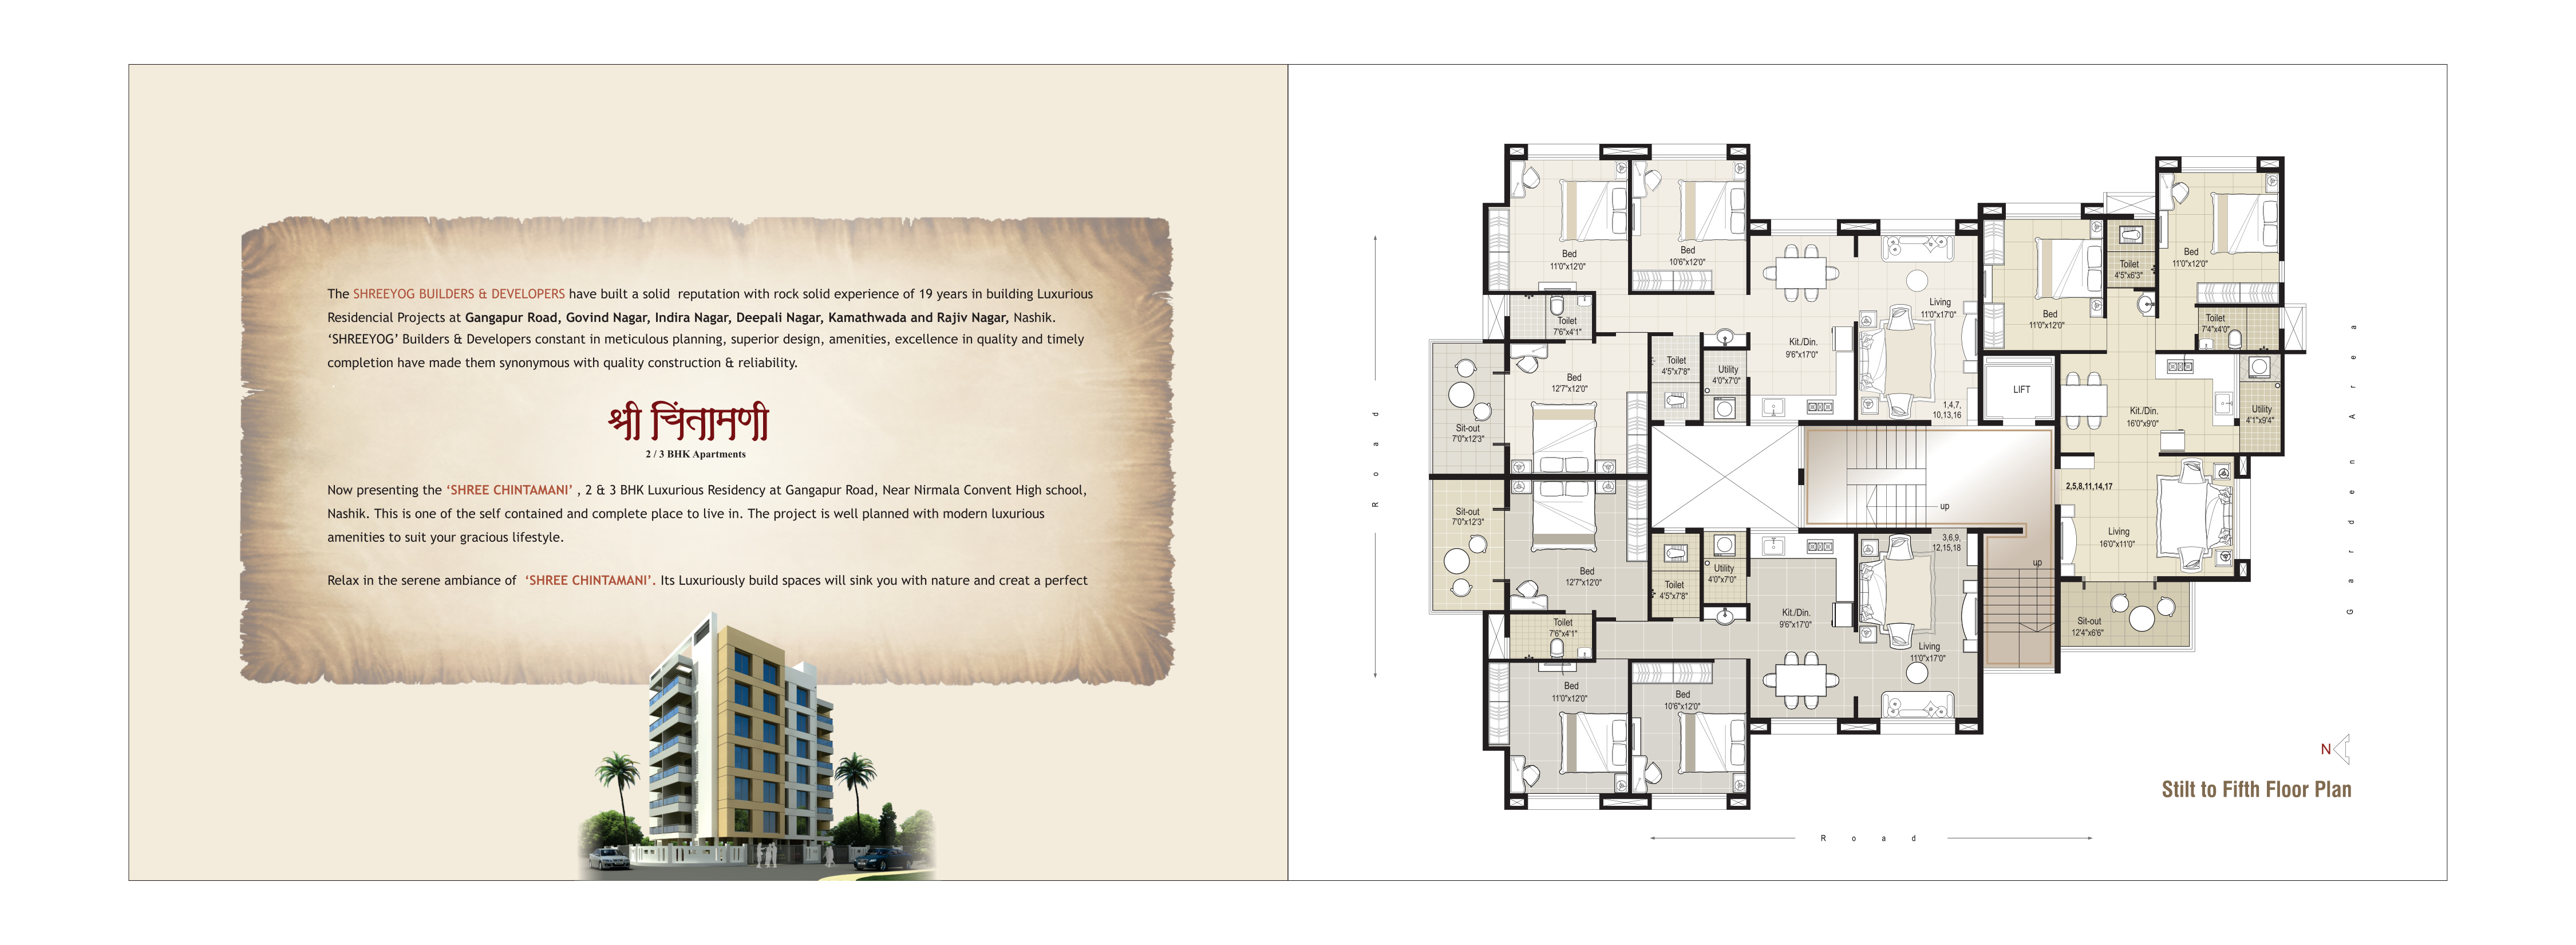 The SHREEYOG BUILDERS & DEVELOPERS have built a solid reputation with rock solid experience of 19 years in building Luxurious
Residencial Projects at Gangapur Road, Govind Nagar, Indira Nagar, Deepali Nagar, Kamathwada and Rajiv Nagar, Nashik.
‘SHREEYOG’ Builders & Developers constant in meticulous planning, superior design, amenities, excellence in quality and timely
completion have made them synonymous with quality construction & reliability.
श्री चिंतामणी
2 / 3 BHK Apartments
Now presenting the ‘SHREE CHINTAMANI’ , 2 & 3 BHK Luxurious Residency at Gangapur Road, Near Nirmala Convent High school,
Nashik. This is one of the self contained and complete place to live in. The project is well planned with modern luxurious
amenities to suit your gracious lifestyle.
Relax in the serene ambiance of ‘SHREE CHINTAMANI’. Its Luxuriously build spaces will sink you with nature and creat a perfect
Bed
11'0"x12'0"
Bed
10'6"x12'0"
Toilet
7'6"x4'1"
Living
11'0"x17'0"
Kit./Din.
9'6"x17'0"
Toilet
4'5"x7'8"
Utility
4'0"x7'0"
Bed
12'7"x12'0"
Sit-out
7'0"x12'3"
1,4,7,
10,13,16
Bed
11'0"x12'0"
Toilet
4'5"x6'3"
Bed
11'0"x12'0"
Toilet
7'4"x4'0"
LIFT
Kit./Din.
16'0"x9'0"
Utility
4'1"x9'4"
2,5,8,11,14,17
Living
16'0"x11'0"
Sit-out
12'4"x6'6"
up
up
Sit-out
7'0"x12'3"
Bed
12'7"x12'0"
Toilet
4'5"x7'8"
Utility
4'0"x7'0"
3,6,9,
12,15,18
Kit./Din.
9'6"x17'0"
Living
11'0"x17'0"
Toilet
7'6"x4'1"
Bed
11'0"x12'0"
Bed
10'6"x12'0"
Road
Garden Area
N
Stilt to Fifth Floor Plan
Road